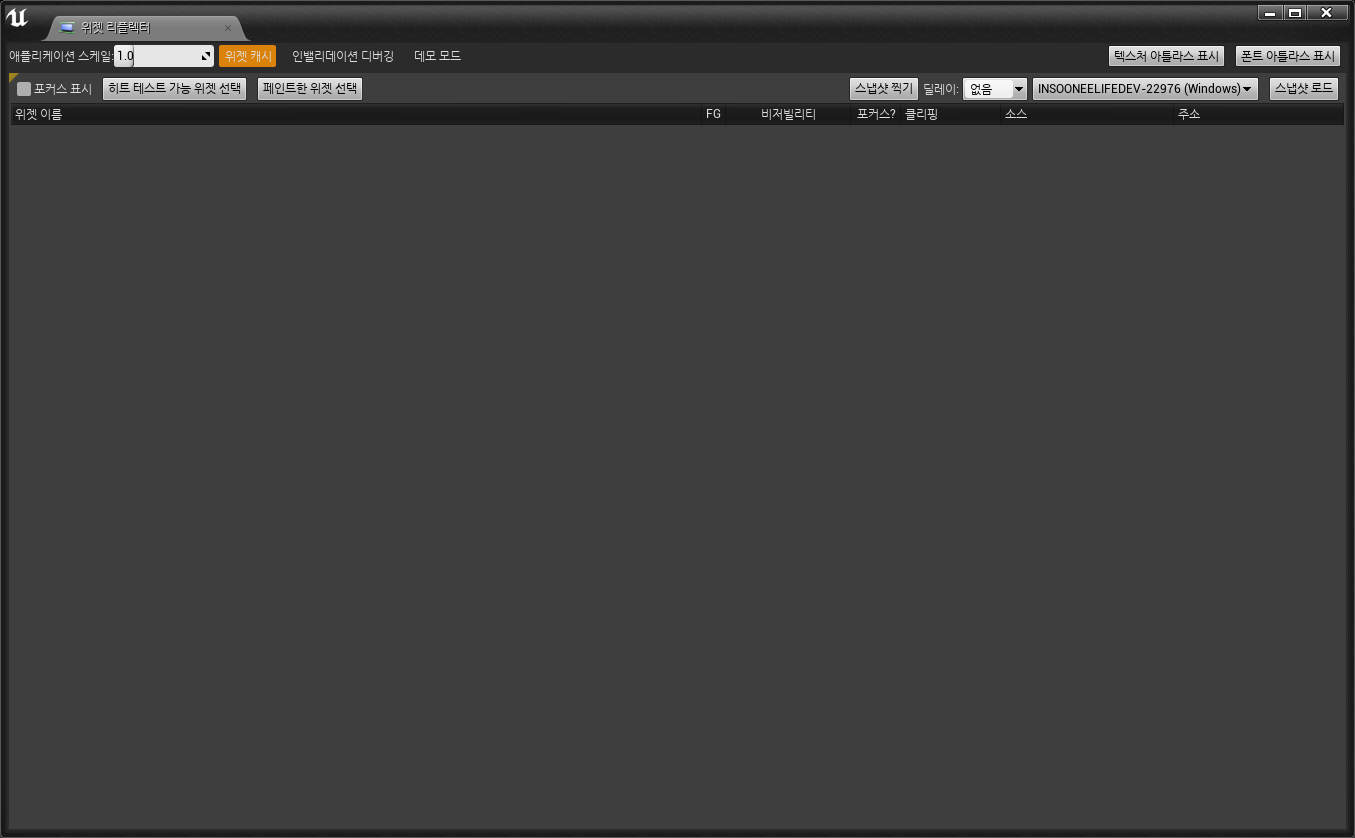 위젯 리플렉터
애플리케이션 스케일: 1.0 위젯 캐시 인밸리데이션 디버깅 데모 모드 텍스처 아틀라스 표시 폰트 아틀라스 표시
포커스 표시 히트 테스트 가능 위젯 선택 페인트한 위젯 선택 스냅샷 찍기 딜레이: 없음 INSOONEELIFEDEV-22976 (Windows) 스냅샷 로드
위젯 이름 FG 비저빌리티 포커스? 클리핑 소스 주소